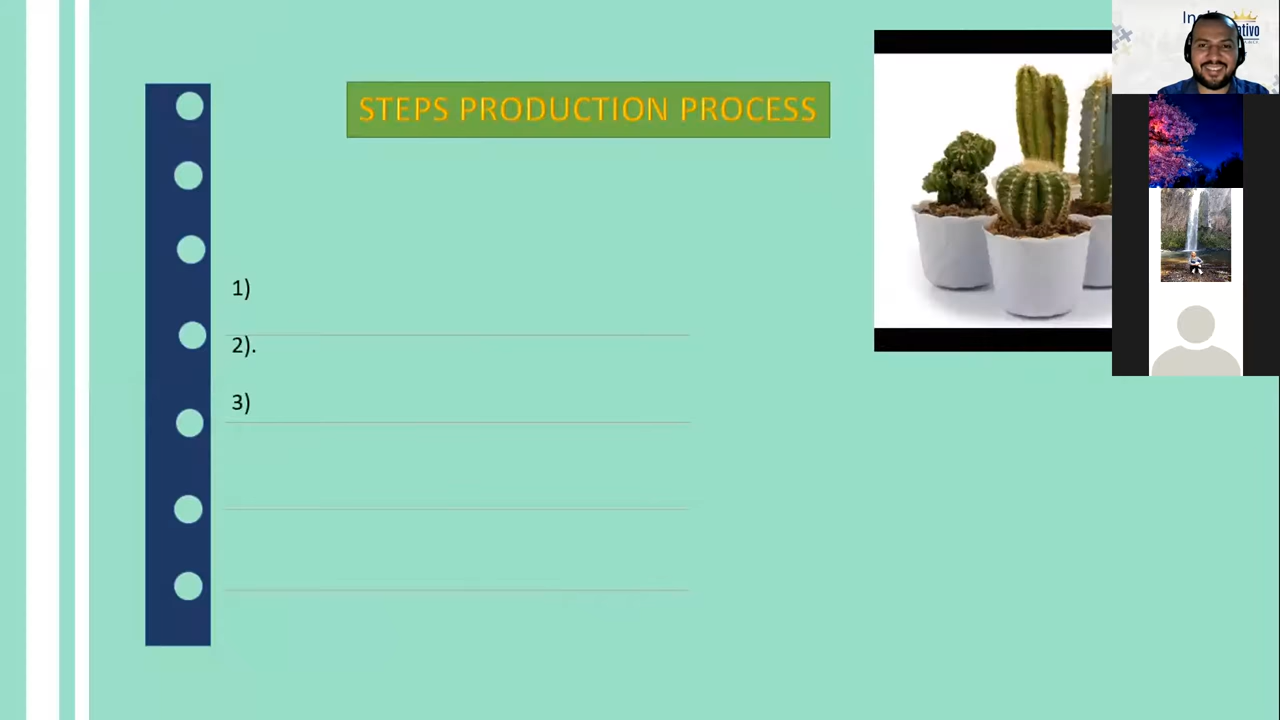 STEPS PRODUCTION PROCESS
1)
2).
3)